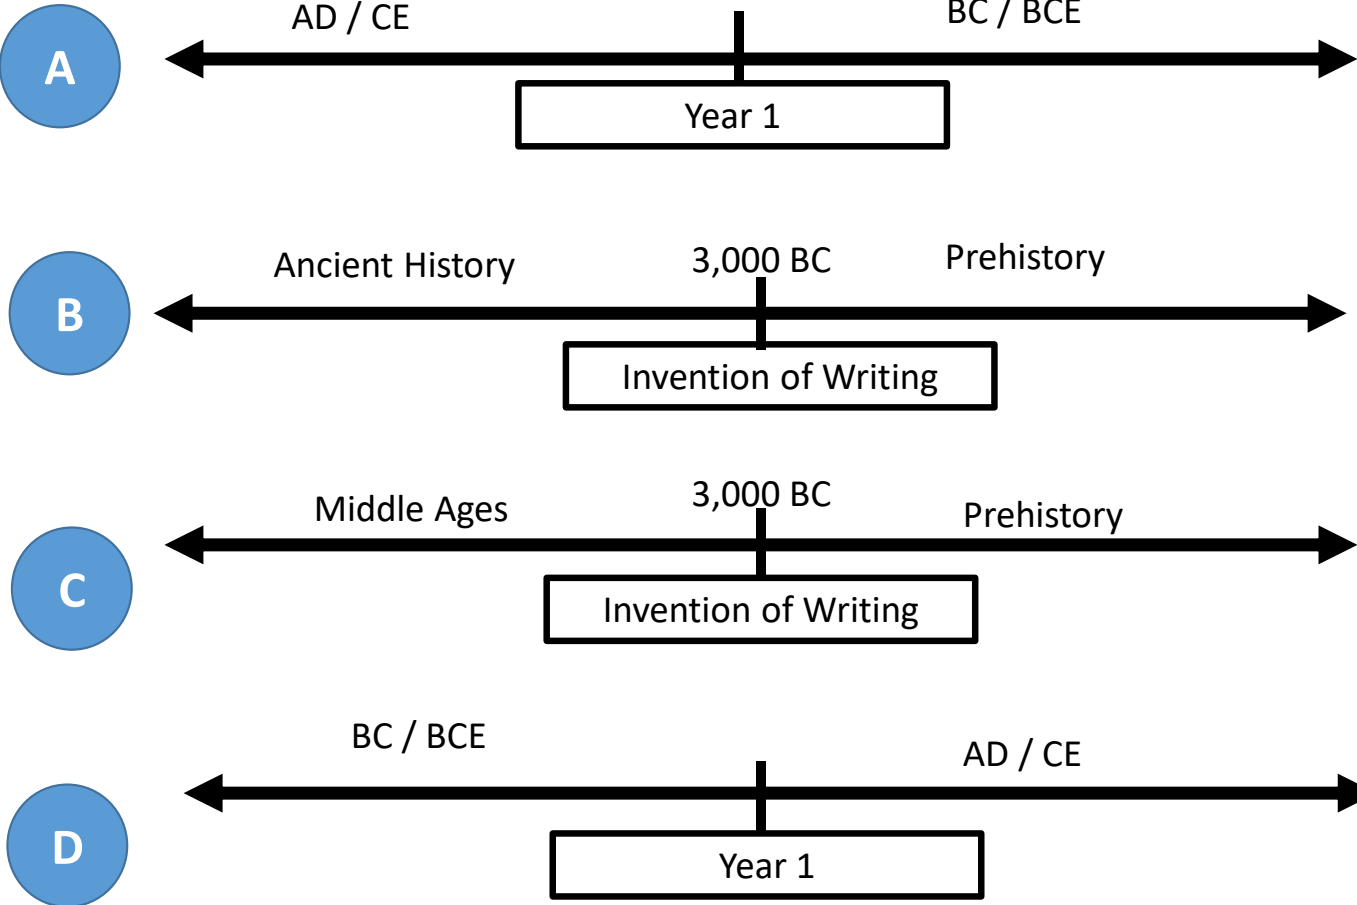 AD / CE
BC / BCE
A
Year 1
Ancient History
3,000 BC
Prehistory
B
Invention of Writing
Middle Ages
3,000 BC
Prehistory
C
Invention of Writing
BC / BCE
AD / CE
D
Year 1